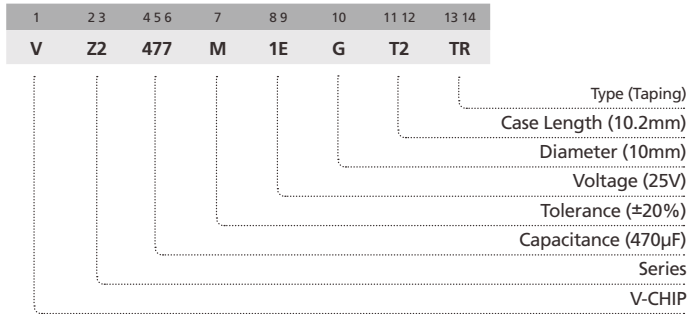 1 2 3 4 5 6 7 8 9 10 11 12 13 14
V Z2 477 M 1E G T2 TR
Type (Taping)
Case Length (10.2mm)
Diameter (10mm)
Voltage (25V)
Tolerance (±20%)
Capacitance (470µF)
Series
V-CHIP